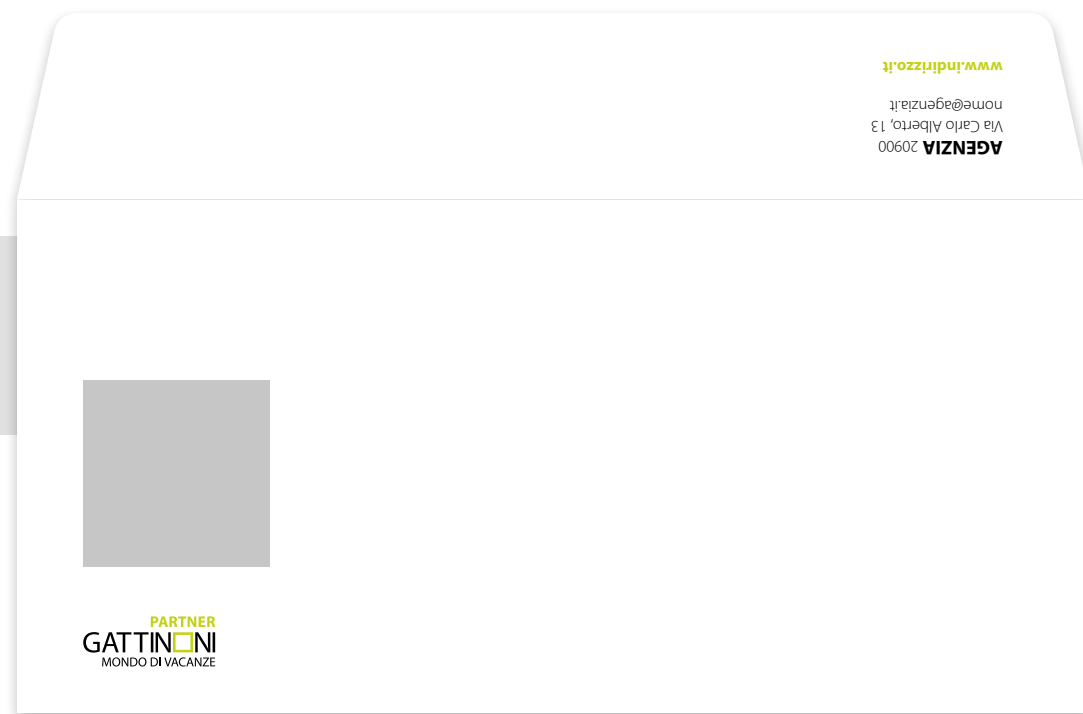 AGENZIA 20900
Via Carlo Alberto, 13
nome@agenzia.it
www.indirizzo.it
PARTNER
GATTINONI
MONDO DI VACANZE